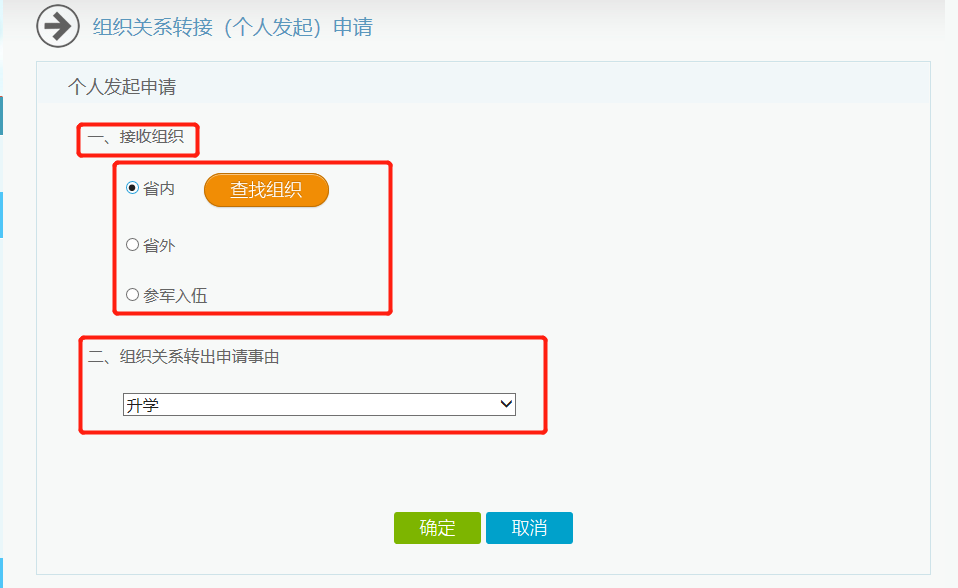 组织关系转接（个人发起）申请
个人发起申请
一、接收组织
省内 查找组织
省外
参军入伍
二、组织关系转出申请事由
升学
确定 取消